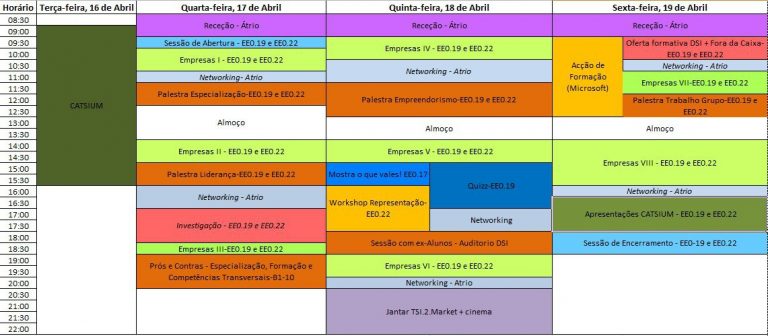 Horário Terça-feira, 16 de Abril Quarta-feira, 17 de Abril Quinta-feira, 18 de Abril Sexta-feira, 19 de Abril
08:30
09:00
09:30
10:00
10:30
11:00
11:30
12:00
12:30
13:00
13:30
14:00
14:30
15:00
15:30
16:00
16:30
17:00
17:30
18:00
18:30
19:00
19:30
20:00
20:30
21:00
21:30
22:00
CATSIUM
Receção - Átrio
Sessão de Abertura - EE0.19 e EE0.22
Empresas I - EE0.19 e EE0.22
Networking- Atrio
Palestra Especialização-EE0.19 e EE0.22
Almoço
Empresas II - EE0.19 e EE0.22
Palestra Liderança-EE0.19 e EE0.22
Networking - Atrio
Investigação - EE0.19 e EE0.22
Empresas III-EE0.19 e EE0.22
Prós e Contras - Especialização, Formação e
Competências Transversais-B1-10
Receção - Átrio
Empresas IV - EE0.19 e EE0.22
Networking- Atrio
Palestra Empreendorismo-EE0.19 e EE0.22
Almoço
Empresas V - EE0.19 e EE0.22
Mostra o que vales! EE0.17
Quizz-EE0.19
Workshop Representação-
EE0.22
Networking
Sessão com ex-Alunos - Auditorio DSI
Empresas VI - EE0.19 e EE0.22
Networking - Atrio
Jantar TSI.2.Market + cinema
Receção - Átrio
Acção de
Formação
(Microsoft)
Oferta formativa DSI + Fora da Caixa-
EE0.19 e EE0.22
Networking - Atrio
Empresas VII-EE0.19 e EE0.22
Palestra Trabalho Grupo-EE0.19 e
EE0.22
Almoço
Empresas VIII - EE0.19 e EE0.22
Networking - Atrio
Apresentações CATSIUM - EE0.19 e EE0.22
Sessão de Encerramento - EE0-19 e EE0.22